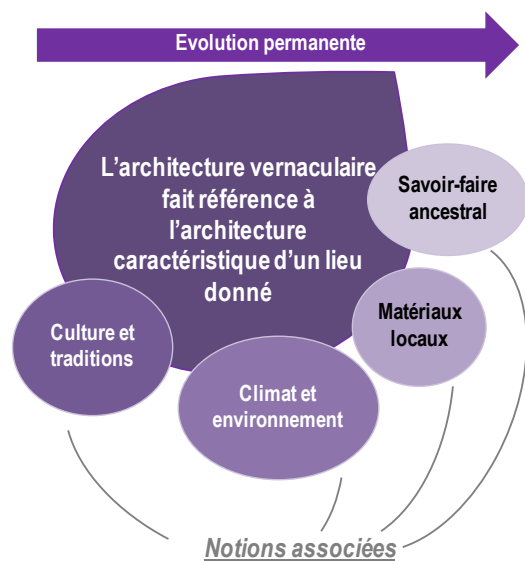 Evolution permanente
L’architecture vernaculaire
fait référence à
l’architecture
caractéristique d’un lieu
donné
Savoir-faire
ancestral
Matériaux
locaux
Culture et
traditions
Climat et
environnement
Notions associées